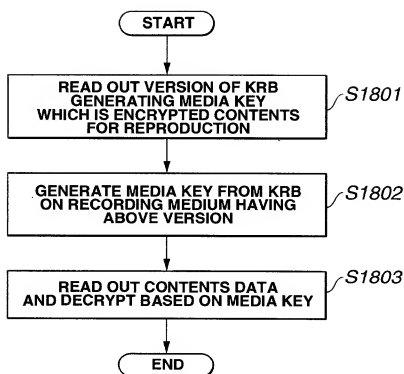 START
READ OUT VERSION OF KRB
GENERATING MEDIA KEY
WHICH IS ENCRYPTED CONTENTS
FOR REPRODUCTION
S1801
GENERATE MEDIA KEY FROM KRB
ON RECORDING MEDIUM HAVING
ABOVE VERSION
S1802
READ OUT CONTENTS DATA
AND DECRYPT BASED ON MEDIA KEY
S1803
END